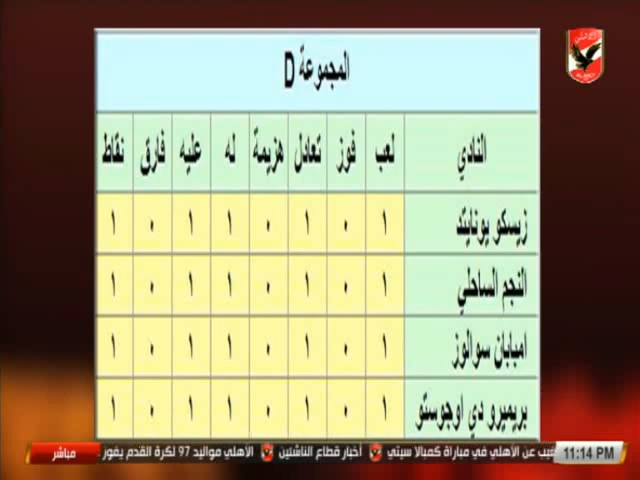 المجموعة D
النادي لعب فوز تعادل هزيمة له عليه فارق نقاط
زيسكو يونايتد ١ ٠ ١ ٠ ١ ١ ٠ ١
النجم الساحلي ١ ٠ ١ ٠ ١ ١ ٠ ١
امبابان سوالوز ١ ٠ ١ ٠ ١ ١ ٠ ١
بريميرو دي اوجوستو ١ ٠ ١ ٠ ١ ١ ٠ ١
11:14 PM غيب عن الأهلي في مباراة كمبالا سيتي أخبار قطاع الناشئين الأهلي مواليد 97 لكرة القدم يفوز مباشر